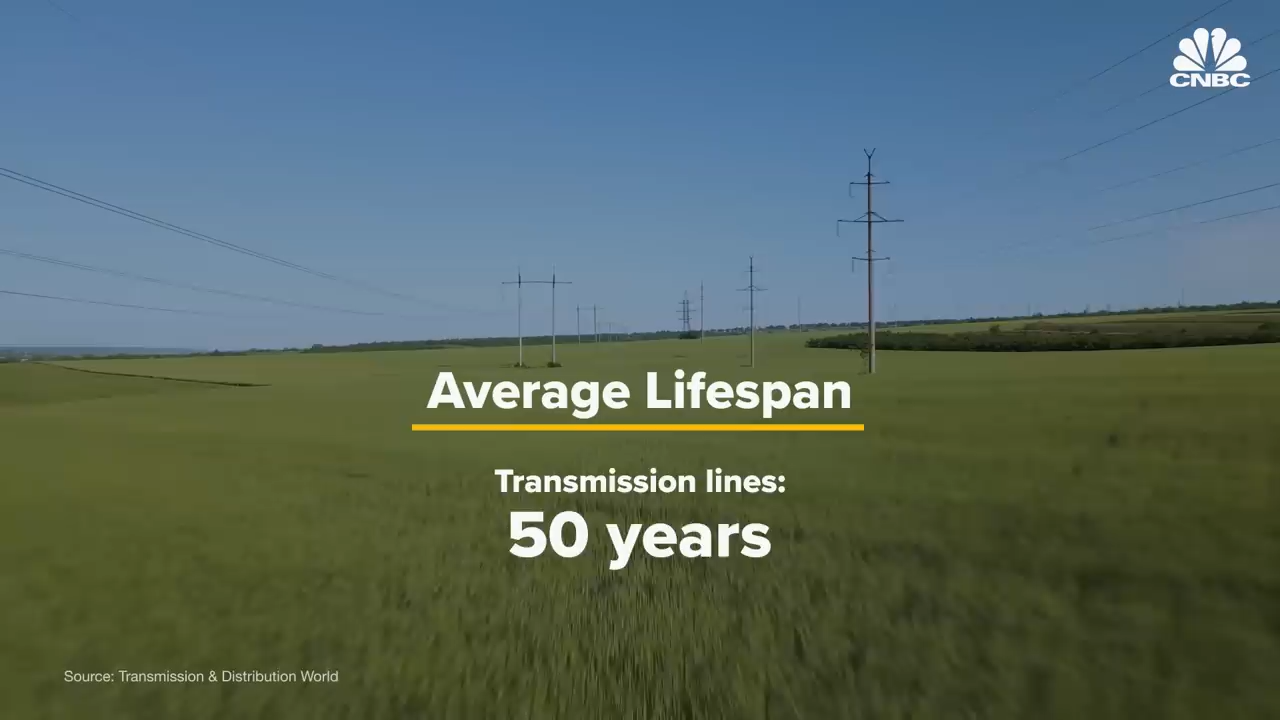 CNBC
Average Lifespan
Transmission lines:
50 years
Source: Transmission & Distribution World